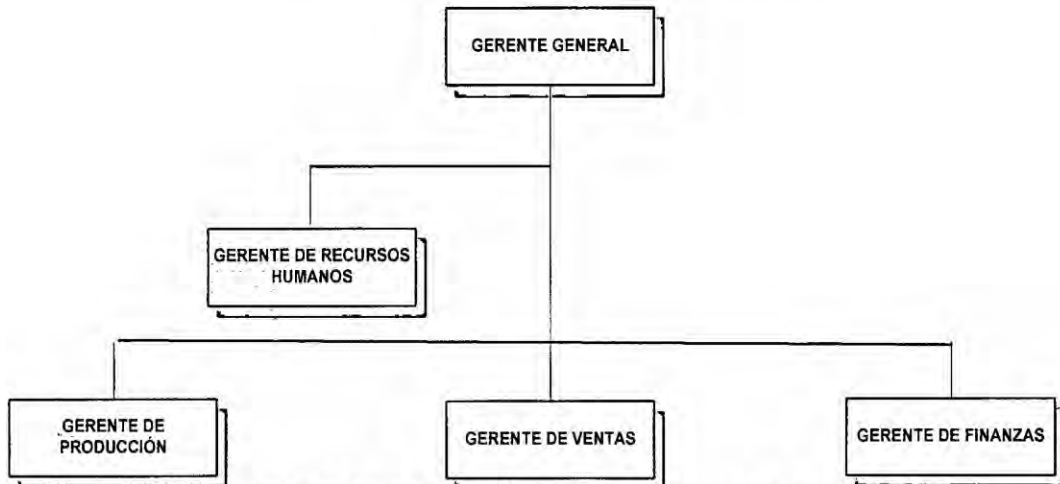 GERENTE GENERAL
GERENTE DE RECURSOS
HUMANOS
GERENTE DE
PRODUCCIÓN
GERENTE DE VENTAS
GERENTE DE FINANZAS